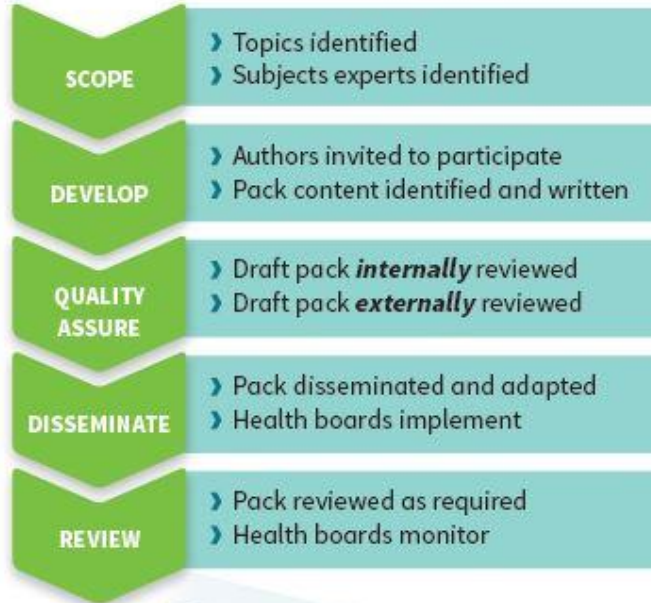 SCOPE
❯ Topics identified
❯ Subjects experts identified
DEVELOP
❯ Authors invited to participate
❯ Pack content identified and written
QUALITY
ASSURE
❯ Draft pack internally reviewed
❯ Draft pack externally reviewed
DISSEMINATE
❯ Pack disseminated and adapted
❯ Health boards implement
REVIEW
❯ Pack reviewed as required
❯ Health boards monitor